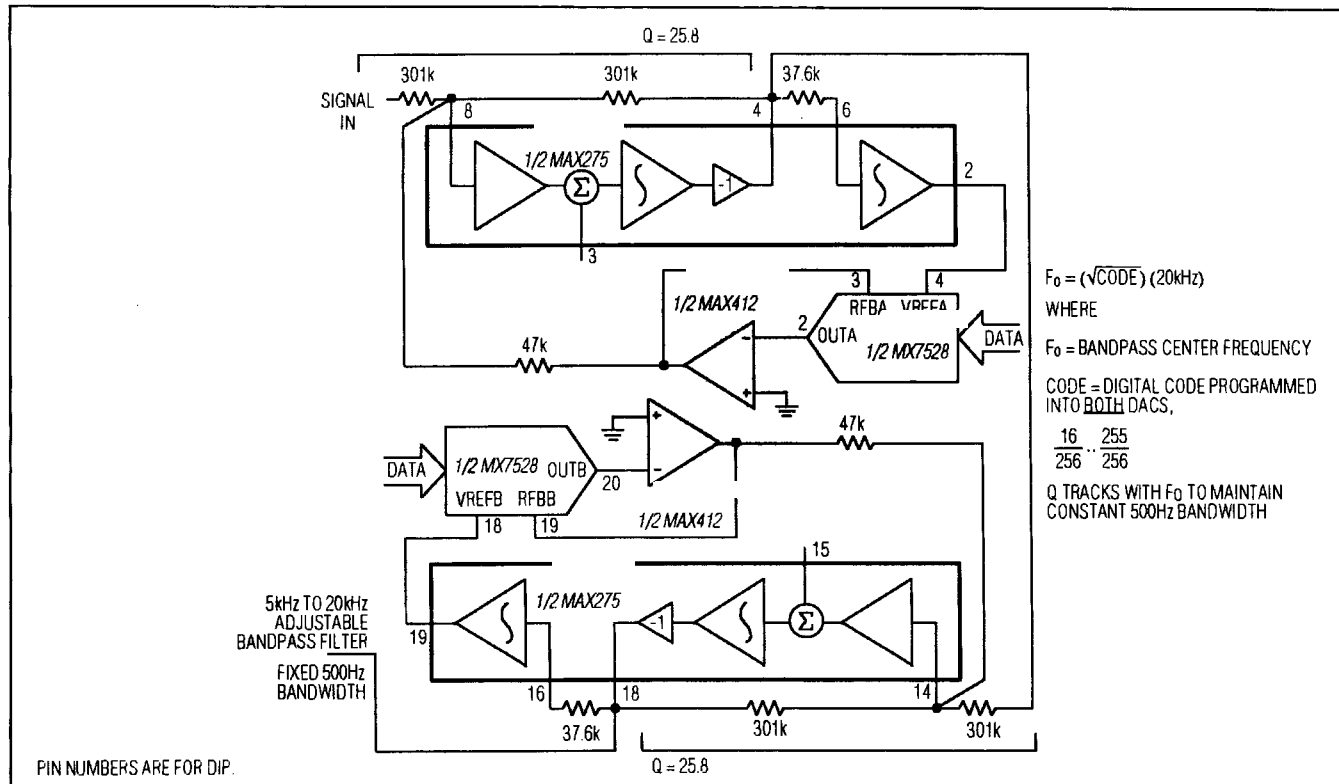 Q = 25.8
301k
301k
37.6k
SIGNAL
IN
8
4
6
1/2 MAX275
Σ
-1
2
3
3
4
1/2 MAX412
RFBA
VREFA
2
OUTA
1/2 MX7528
DATA
47k
F₀ = (√CODE) (20kHz)
WHERE
F₀ = BANDPASS CENTER FREQUENCY
CODE = DIGITAL CODE PROGRAMMED
INTO BOTH DACS,
16/256 .. 255/256
Q TRACKS WITH F₀ TO MAINTAIN
CONSTANT 500Hz BANDWIDTH
47k
DATA
1/2 MX7528
OUTB
20
VREFB
RFBB
18
19
1/2 MAX412
15
5kHz TO 20kHz
ADJUSTABLE
BANDPASS FILTER
FIXED 500Hz
BANDWIDTH
19
1/2 MAX275
-1
Σ
16
18
14
37.6k
301k
301k
Q = 25.8
PIN NUMBERS ARE FOR DIP.